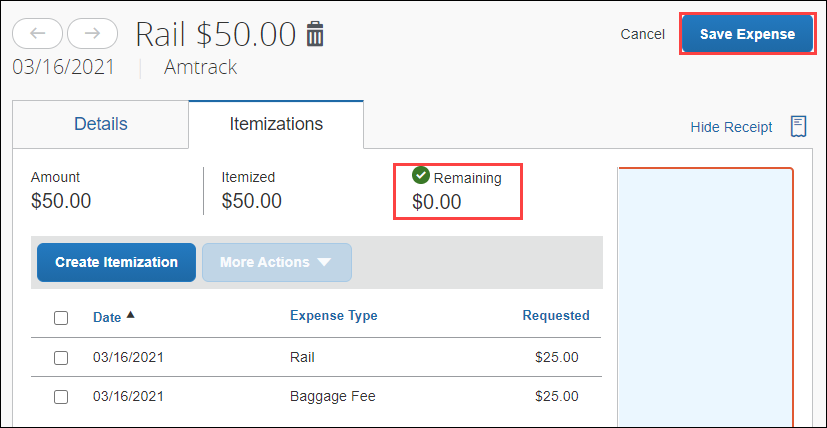 Rail $50.00
Cancel
Save Expense
03/16/2021 Amtrack
Details
Itemizations
Hide Receipt
Amount
Itemized
Remaining
$50.00
$50.00
$0.00
Create Itemization
More Actions
Date Expense Type Requested
03/16/2021 Rail $25.00
03/16/2021 Baggage Fee $25.00